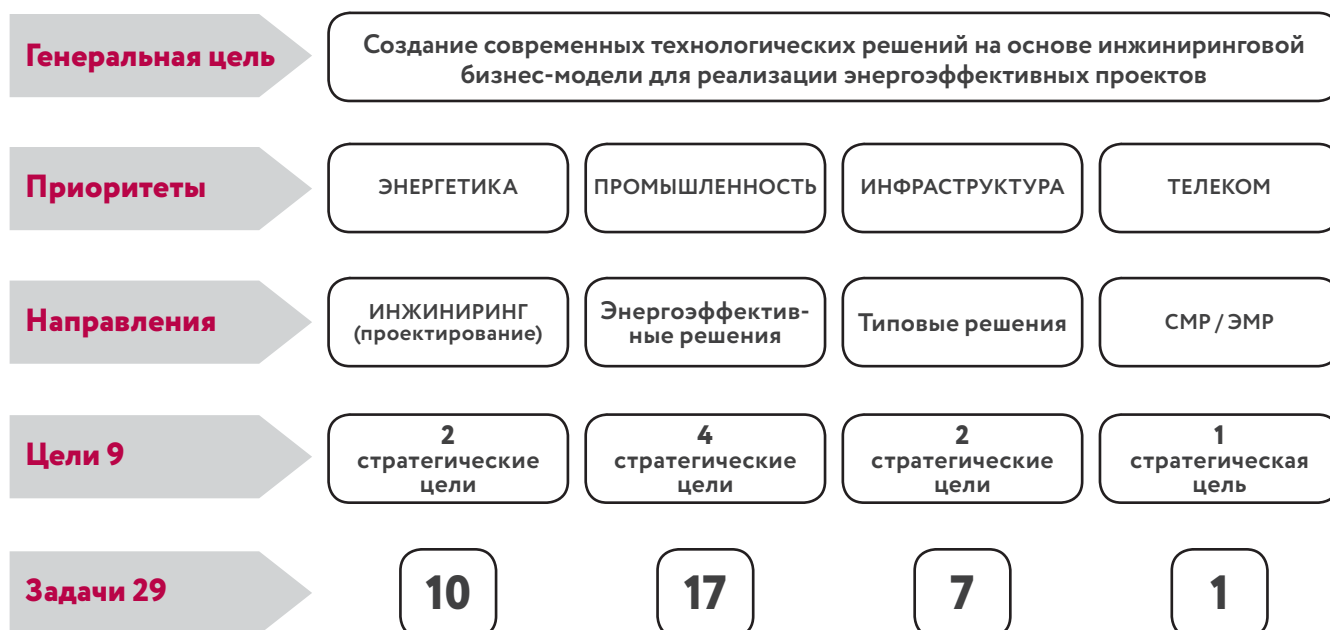 Генеральная цель
Создание современных технологических решений на основе инжиниринговой
бизнес-модели для реализации энергоэффективных проектов
Приоритеты
ЭНЕРГЕТИКА
ПРОМЫШЛЕННОСТЬ
ИНФРАСТРУКТУРА
ТЕЛЕКОМ
Направления
ИНЖИНИРИНГ
(проектирование)
Энергоэффектив-
ные решения
Типовые решения
СМР / ЭМР
Цели 9
2
стратегические
цели
4
стратегические
цели
2
стратегические
цели
1
стратегическая
цель
Задачи 29
10
17
7
1